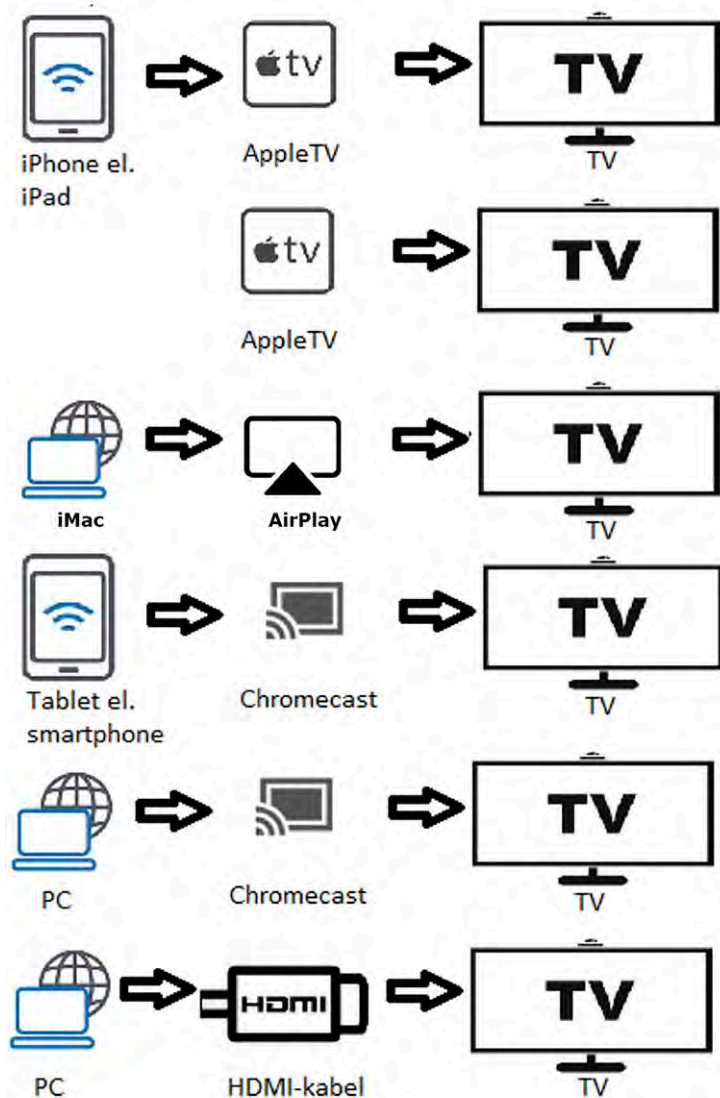 tv
TV
iPhone el.
iPad
AppleTV
TV
tv
TV
AppleTV
TV
TV
iMac
AirPlay
TV
TV
Tablet el.
smartphone
Chromecast
TV
TV
PC
Chromecast
TV
HDMI
TV
PC
HDMI-kabel
TV